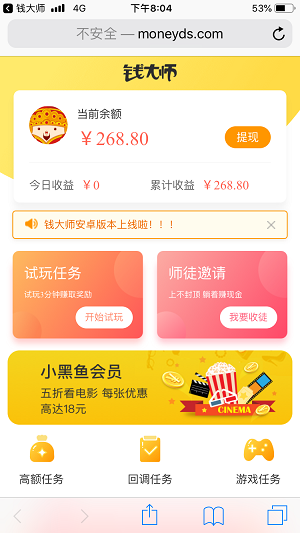 钱大师 4G 下午8:04 53%
不安全 — moneyds.com
钱大师
当前余额
￥268.80
提现
今日收益 ￥0 累计收益 ￥268.80
钱大师安卓版本上线啦！！！
试玩任务
试玩3分钟赚取奖励
开始试玩
师徒邀请
上不封顶 躺着赚现金
我要收徒
小黑鱼会员
五折看电影 每张优惠
高达18元
CINEMA
高额任务 回调任务 游戏任务